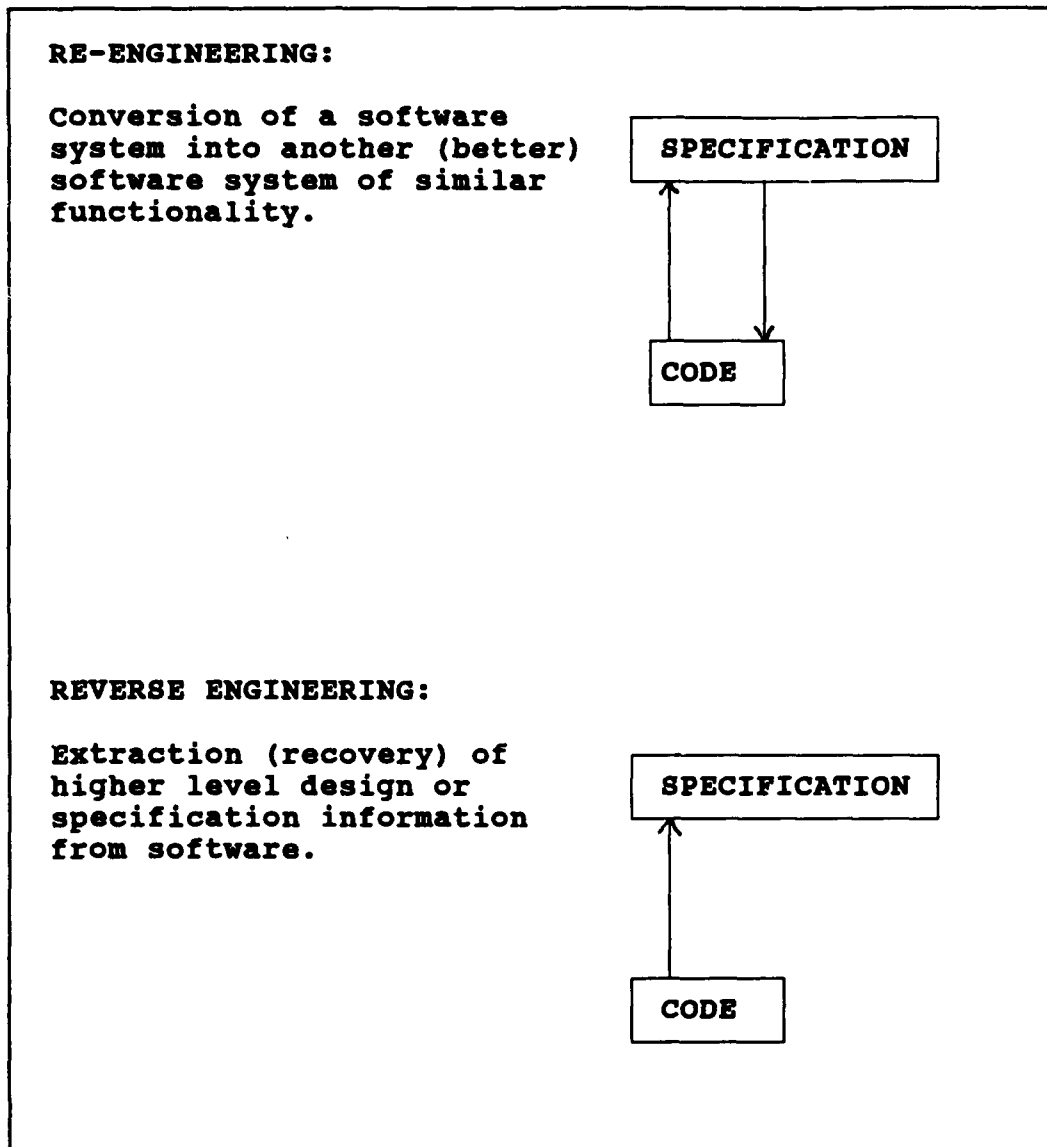 RE-ENGINEERING:
Conversion of a software
system into another (better)
software system of similar
functionality.
SPECIFICATION
CODE
REVERSE ENGINEERING:
Extraction (recovery) of
higher level design or
specification information
from software.
SPECIFICATION
CODE